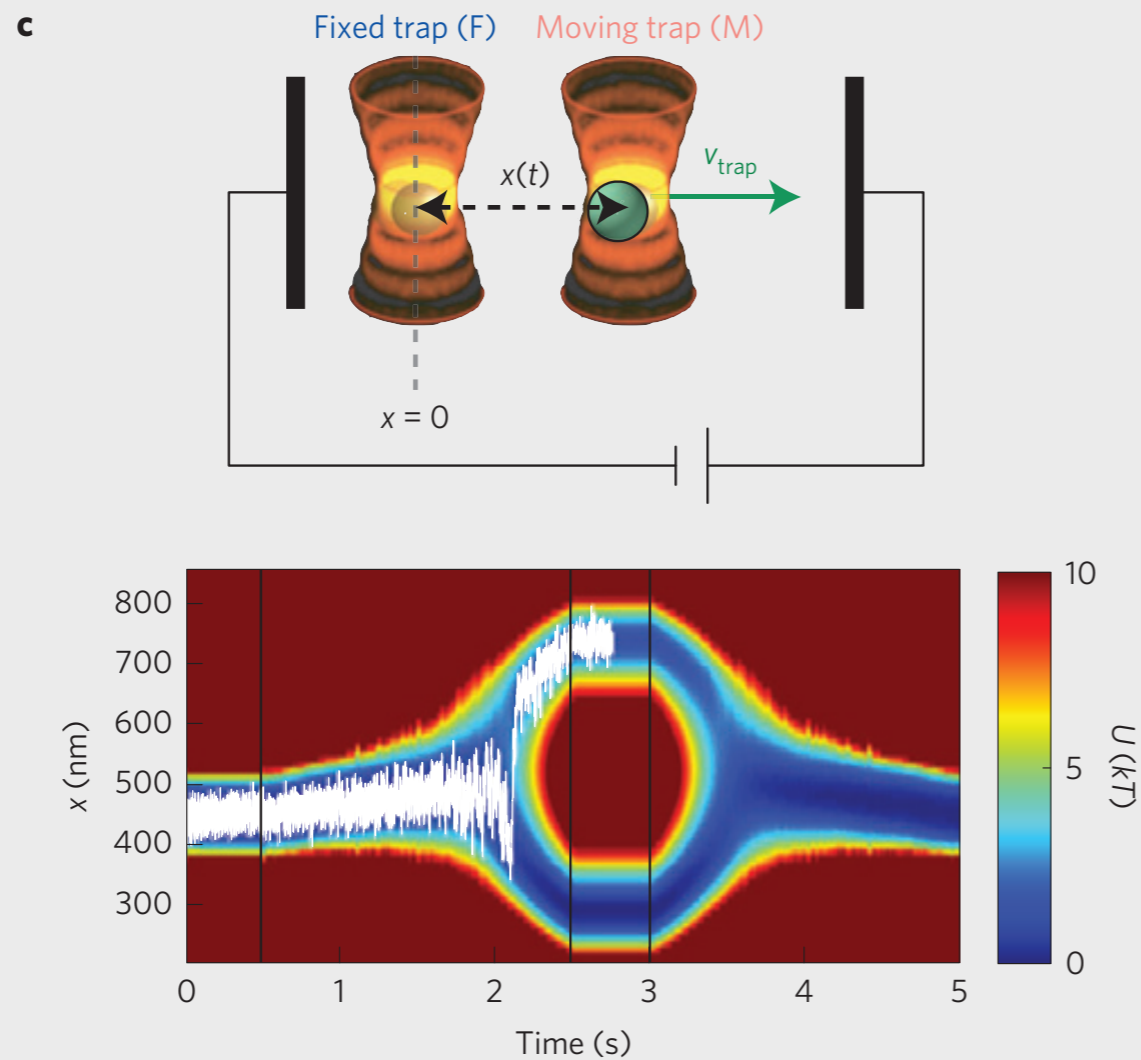 c
Fixed trap (F) Moving trap (M)
v_trap
x(t)
x = 0
800
700
600
500
400
300
x (nm)
0 1 2 3 4 5
Time (s)
10
5
0
U (kT)